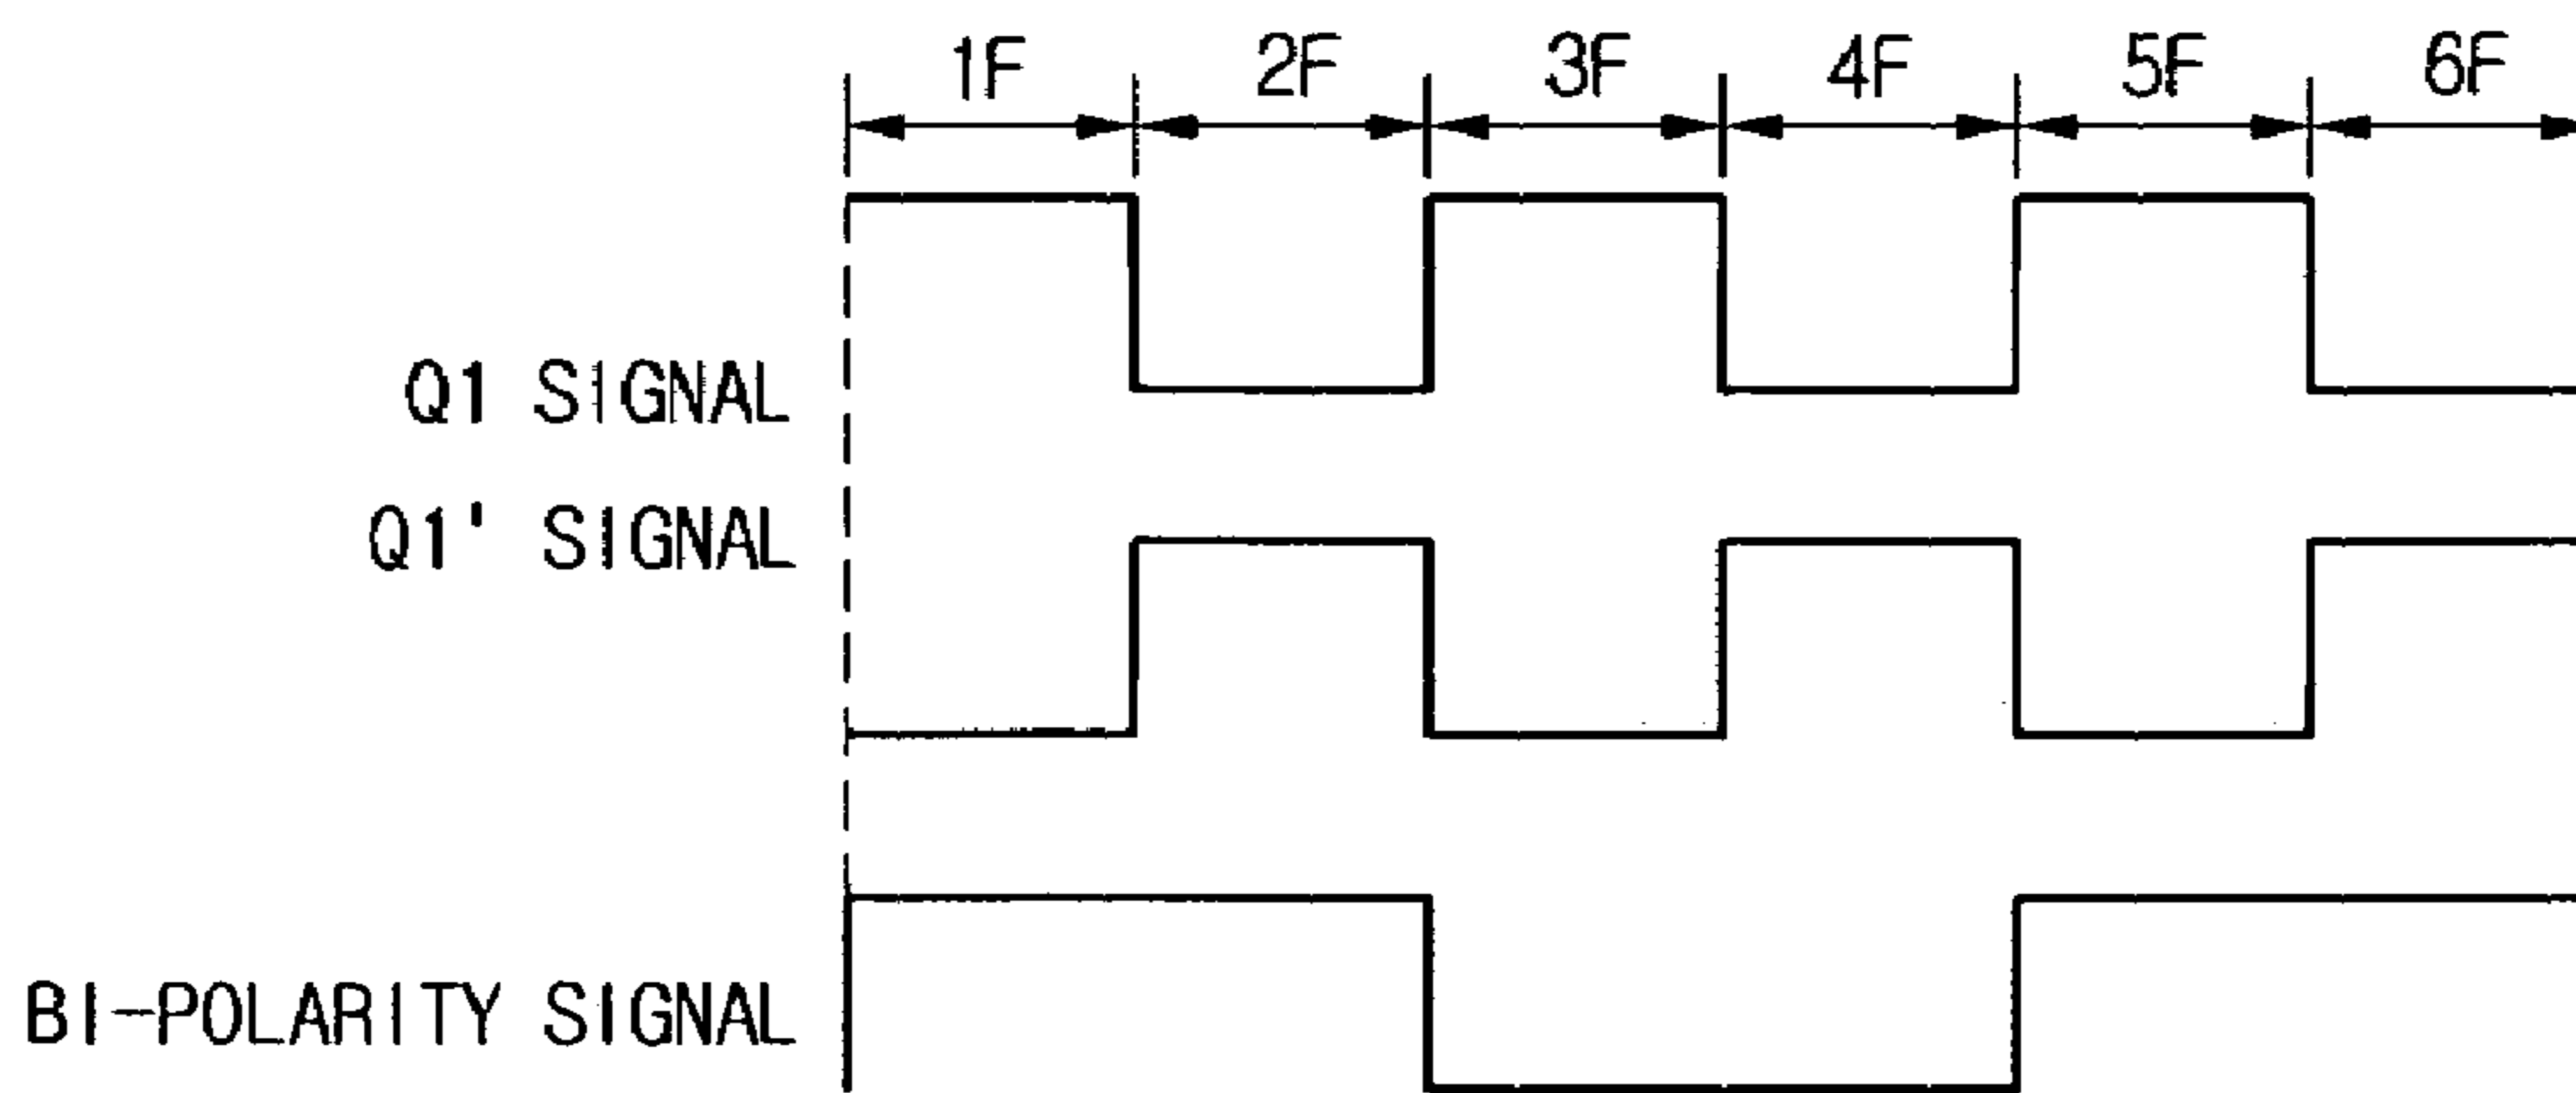 1F 2F 3F 4F 5F 6F
Q1 SIGNAL
Q1' SIGNAL
BI-POLARITY SIGNAL